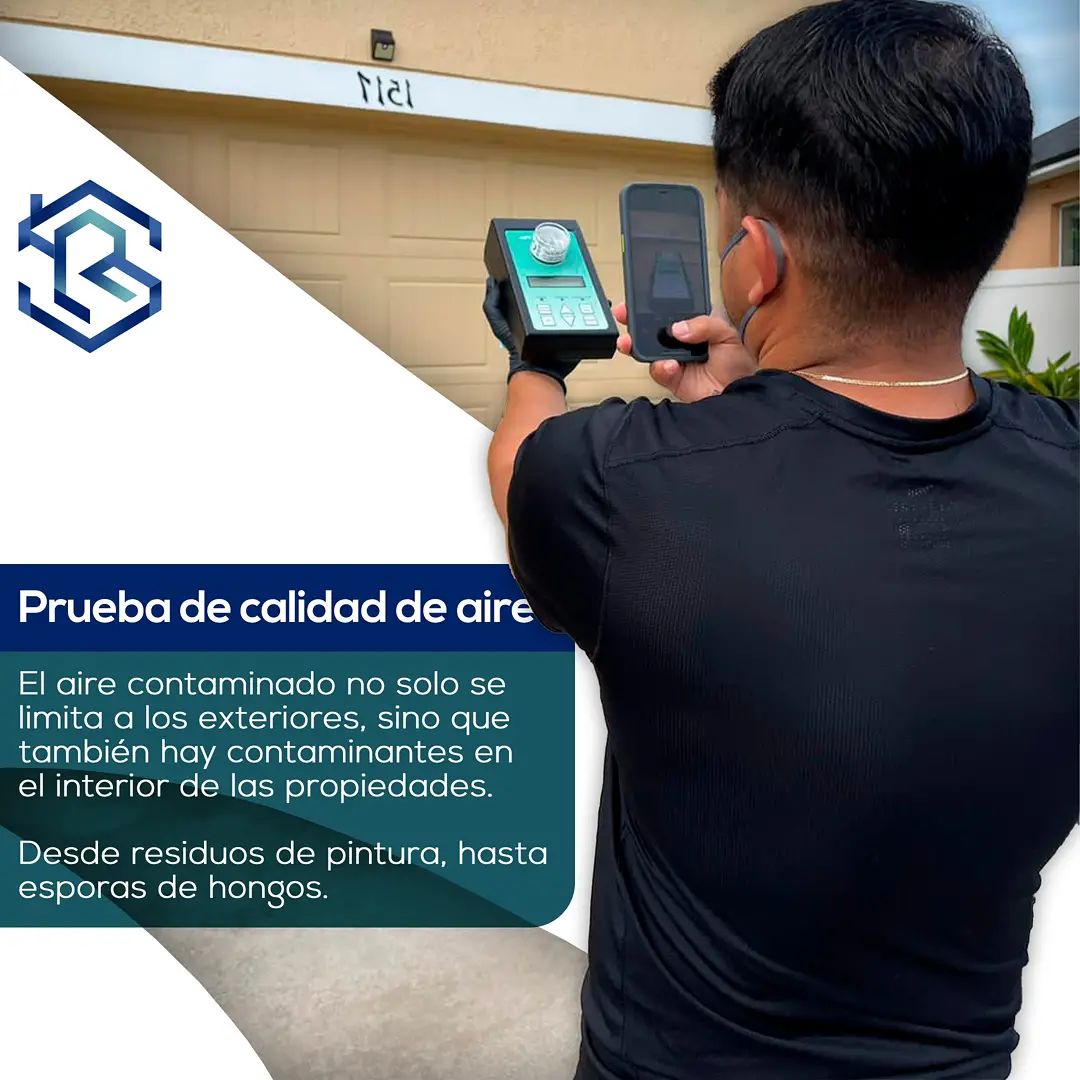 1517
Prueba de calidad de aire
El aire contaminado no solo se
limita a los exteriores, sino que
también hay contaminantes en
el interior de las propiedades.
Desde residuos de pintura, hasta
esporas de hongos.